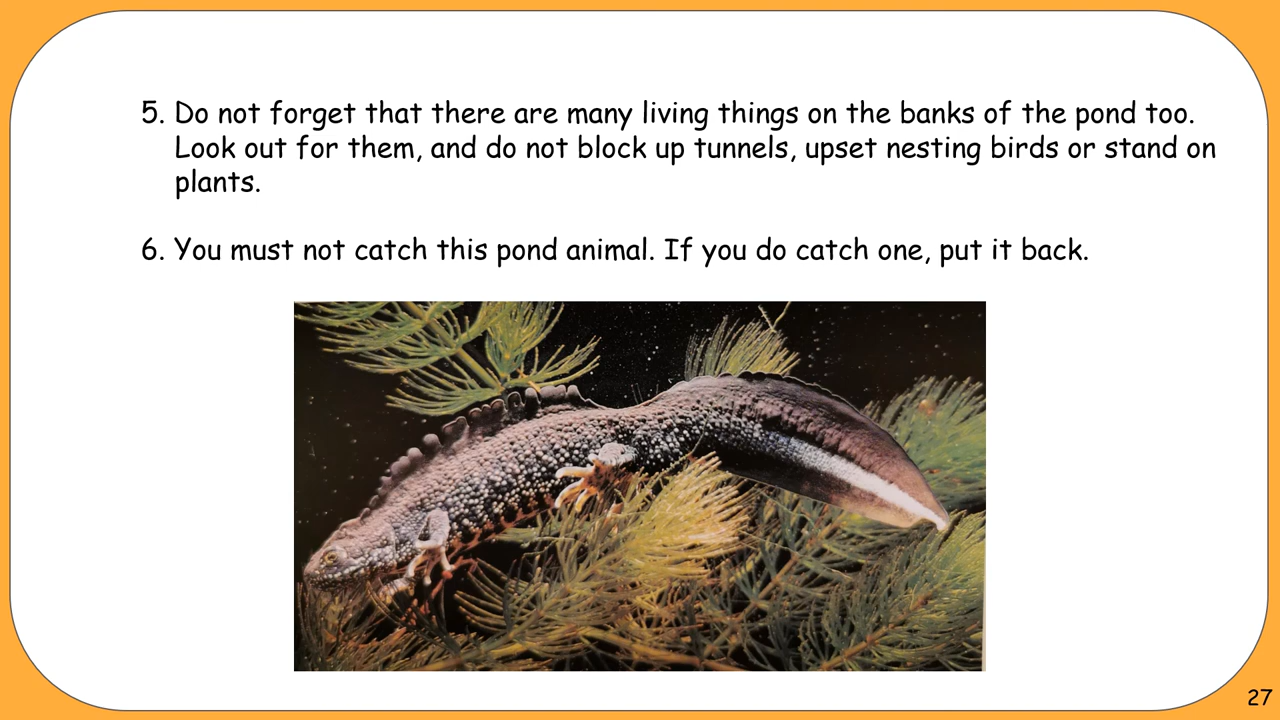 5. Do not forget that there are many living things on the banks of the pond too.
Look out for them, and do not block up tunnels, upset nesting birds or stand on
plants.
6. You must not catch this pond animal. If you do catch one, put it back.
27